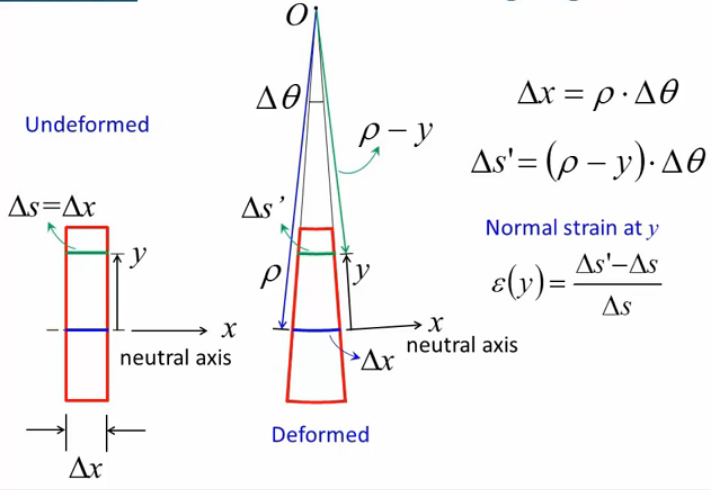 O
Δθ
Undeformed
ρ − y
Δx = ρ · Δθ
Δs' = (ρ − y) · Δθ
Δs=Δx
Δs'
Normal strain at y
y
ρ
y
ε(y) = Δs'−Δs
Δs
x
neutral axis
x
neutral axis
Δx
Deformed
Δx